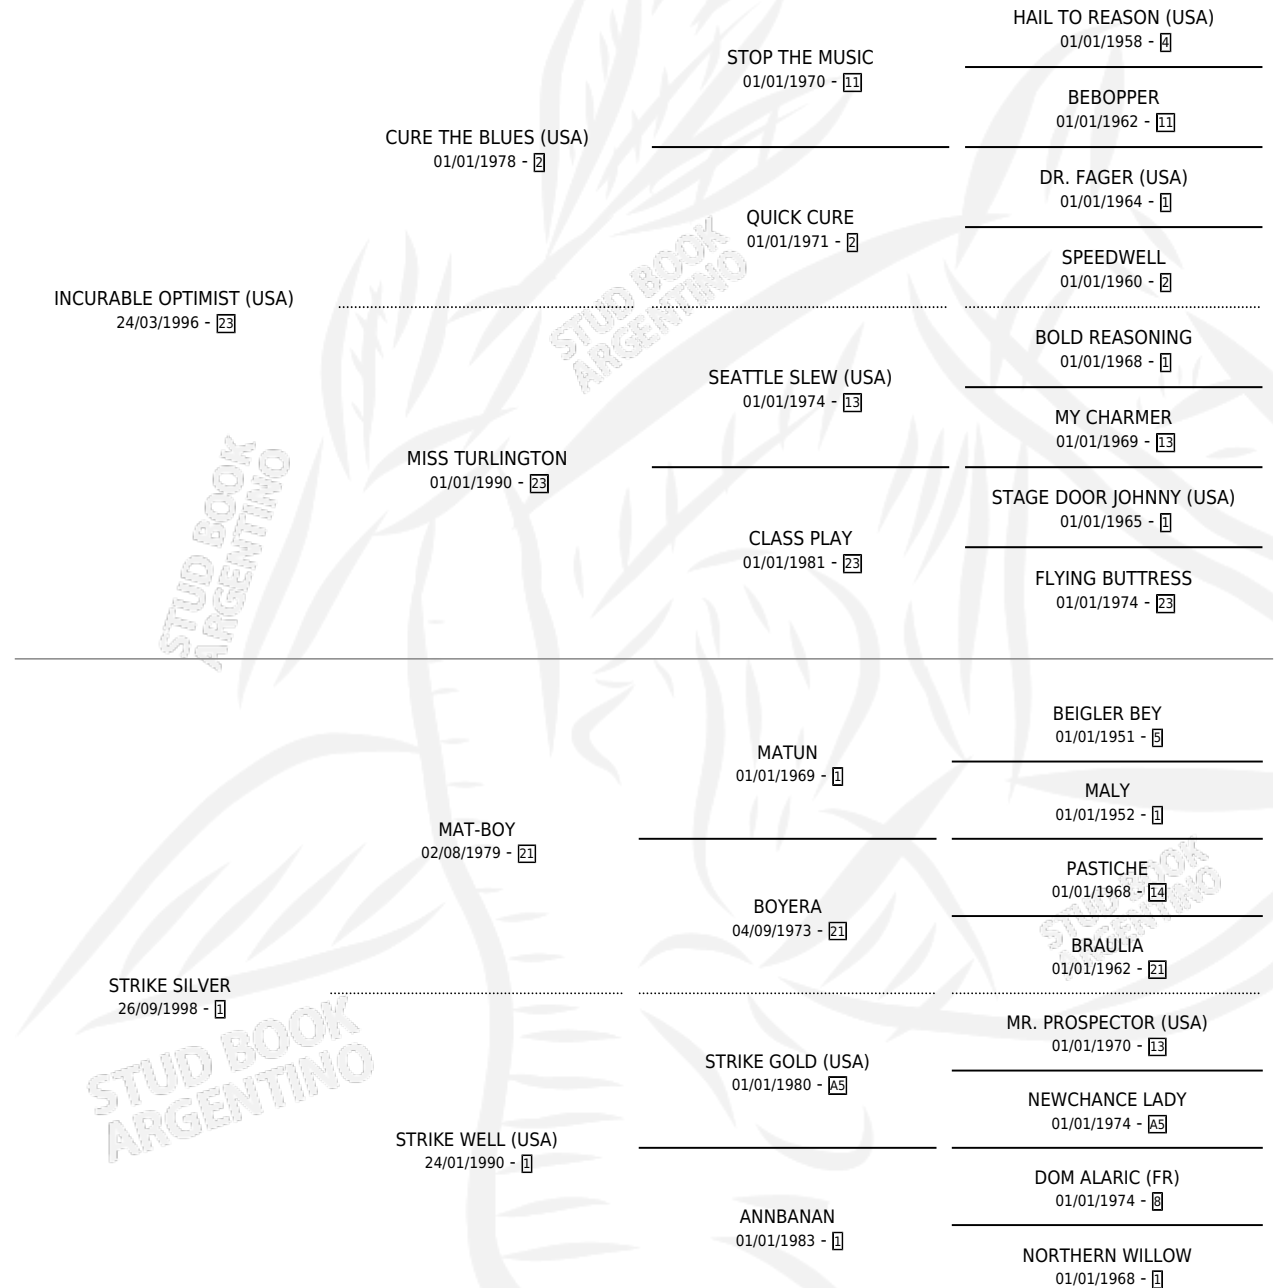 HAIL TO REASON (USA)
01/01/1958 - 4
STOP THE MUSIC
01/01/1970 - 11
BEBOPPER
01/01/1962 - 11
CURE THE BLUES (USA)
01/01/1978 - 2
DR. FAGER (USA)
01/01/1964 - 1
QUICK CURE
01/01/1971 - 2
SPEEDWELL
01/01/1960 - 2
INCURABLE OPTIMIST (USA)
24/03/1996 - 23
BOLD REASONING
01/01/1968 - 1
SEATTLE SLEW (USA)
01/01/1974 - 13
MY CHARMER
01/01/1969 - 13
MISS TURLINGTON
01/01/1990 - 23
STAGE DOOR JOHNNY (USA)
01/01/1965 - 1
CLASS PLAY
01/01/1981 - 23
FLYING BUTTRESS
01/01/1974 - 23
BEIGLER BEY
01/01/1951 - 5
MATUN
01/01/1969 - 1
MALY
01/01/1952 - 1
MAT-BOY
02/08/1979 - 21
PASTICHE
01/01/1968 - 14
BOYERA
04/09/1973 - 21
BRAULIA
01/01/1962 - 21
STRIKE SILVER
26/09/1998 - 1
MR. PROSPECTOR (USA)
01/01/1970 - 13
STRIKE GOLD (USA)
01/01/1980 - A5
NEWCHANCE LADY
01/01/1974 - A5
STRIKE WELL (USA)
24/01/1990 - 1
DOM ALARIC (FR)
01/01/1974 - 8
ANNBANAN
01/01/1983 - 1
NORTHERN WILLOW
01/01/1968 - 1
STUD BOOK
ARGENTINO
STUD BOOK
ARGENTINO
STUD BOOK
ARGENTINO
STUD BOOK
ARGENTINO